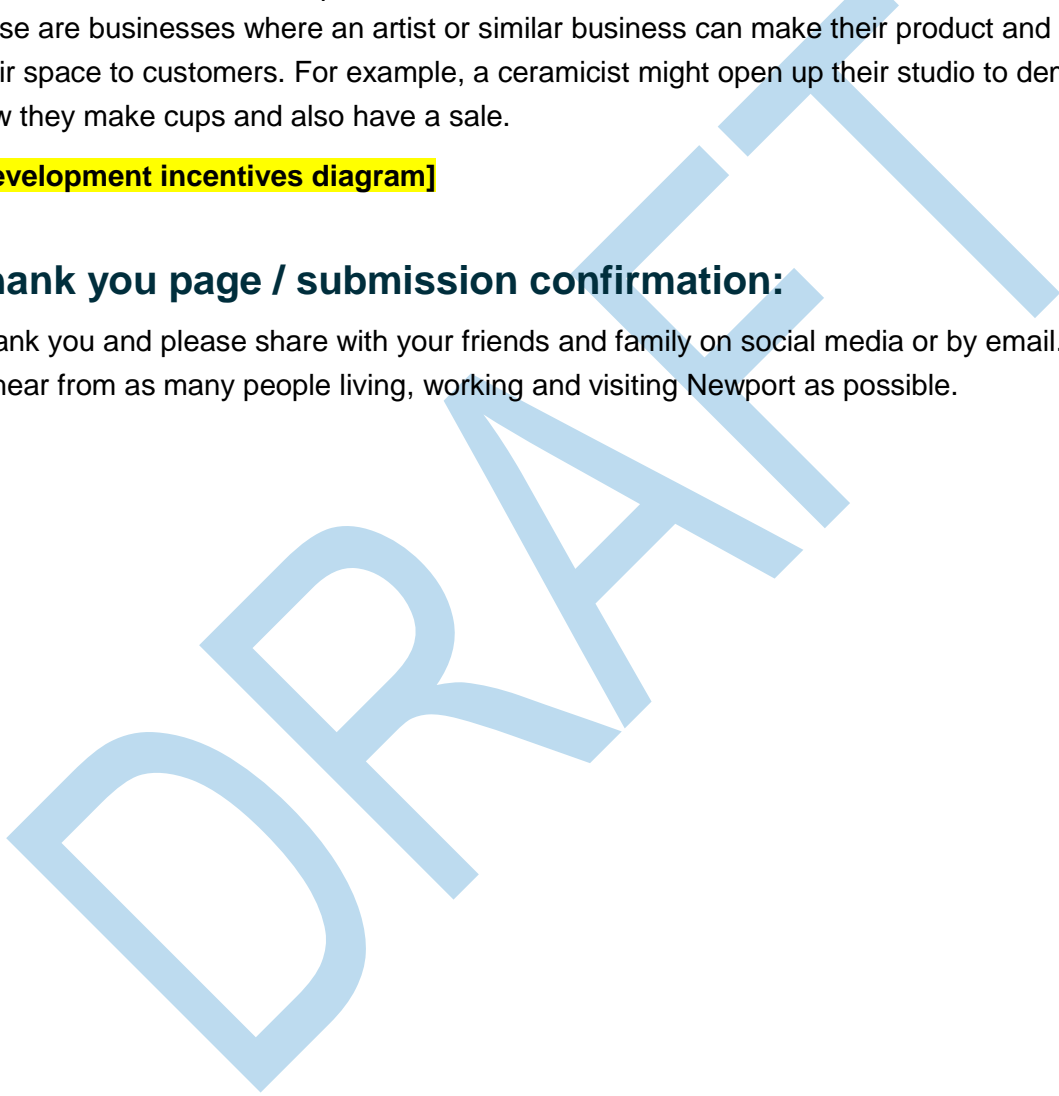 se are businesses where an artist or similar business can make their product and
ir space to customers. For example, a ceramicist might open up their studio to
w they make cups and also have a sale.
evelopment incentives diagram]
ank you page / submission confirmation:
ank you and please share with your friends and family on social media or by email.
hear from as many people living, working and visiting Newport as possible.
DRAFT